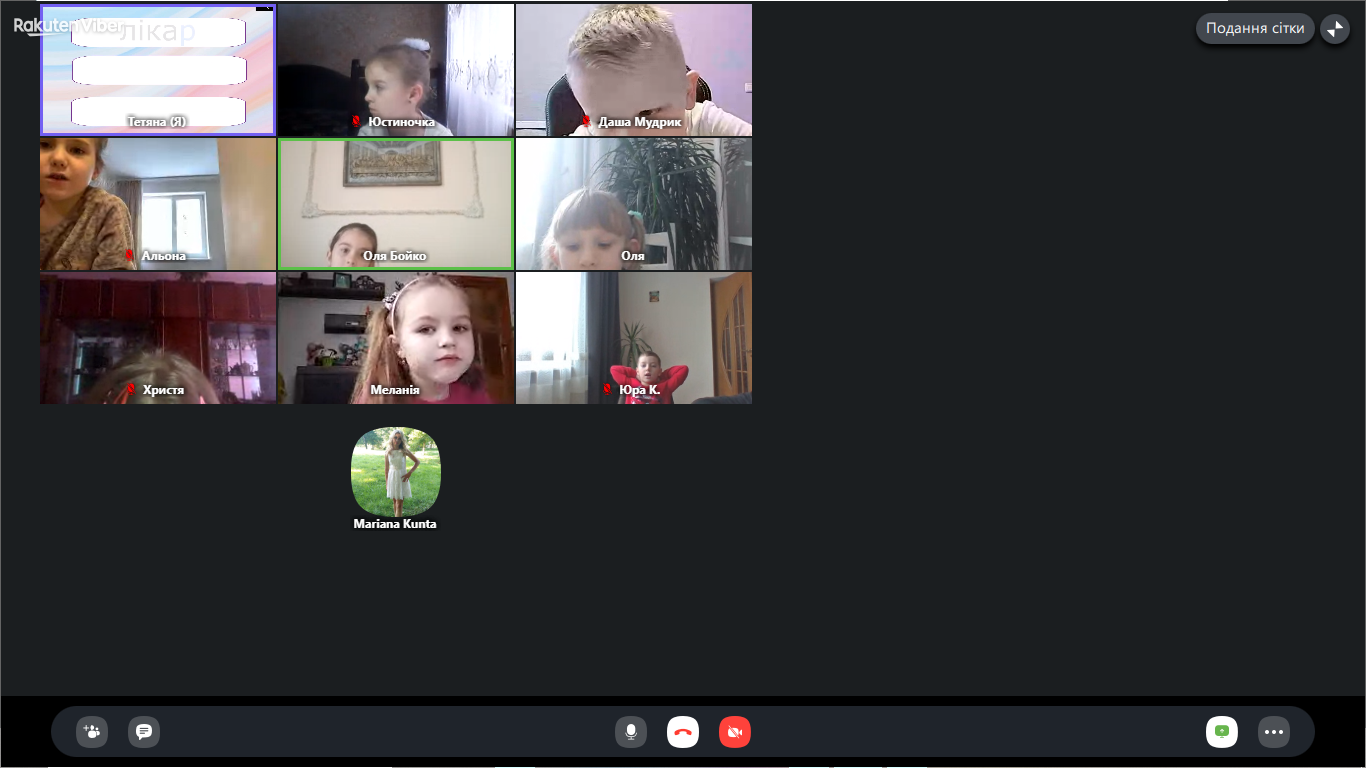 Rakuten Viber
лікар
Подання сітки
Тетяна (Я)
Юстиночка
Даша Мудрик
Альона
Оля Бойко
Оля
Христя
Меланія
Юра К.
Mariana Kunta